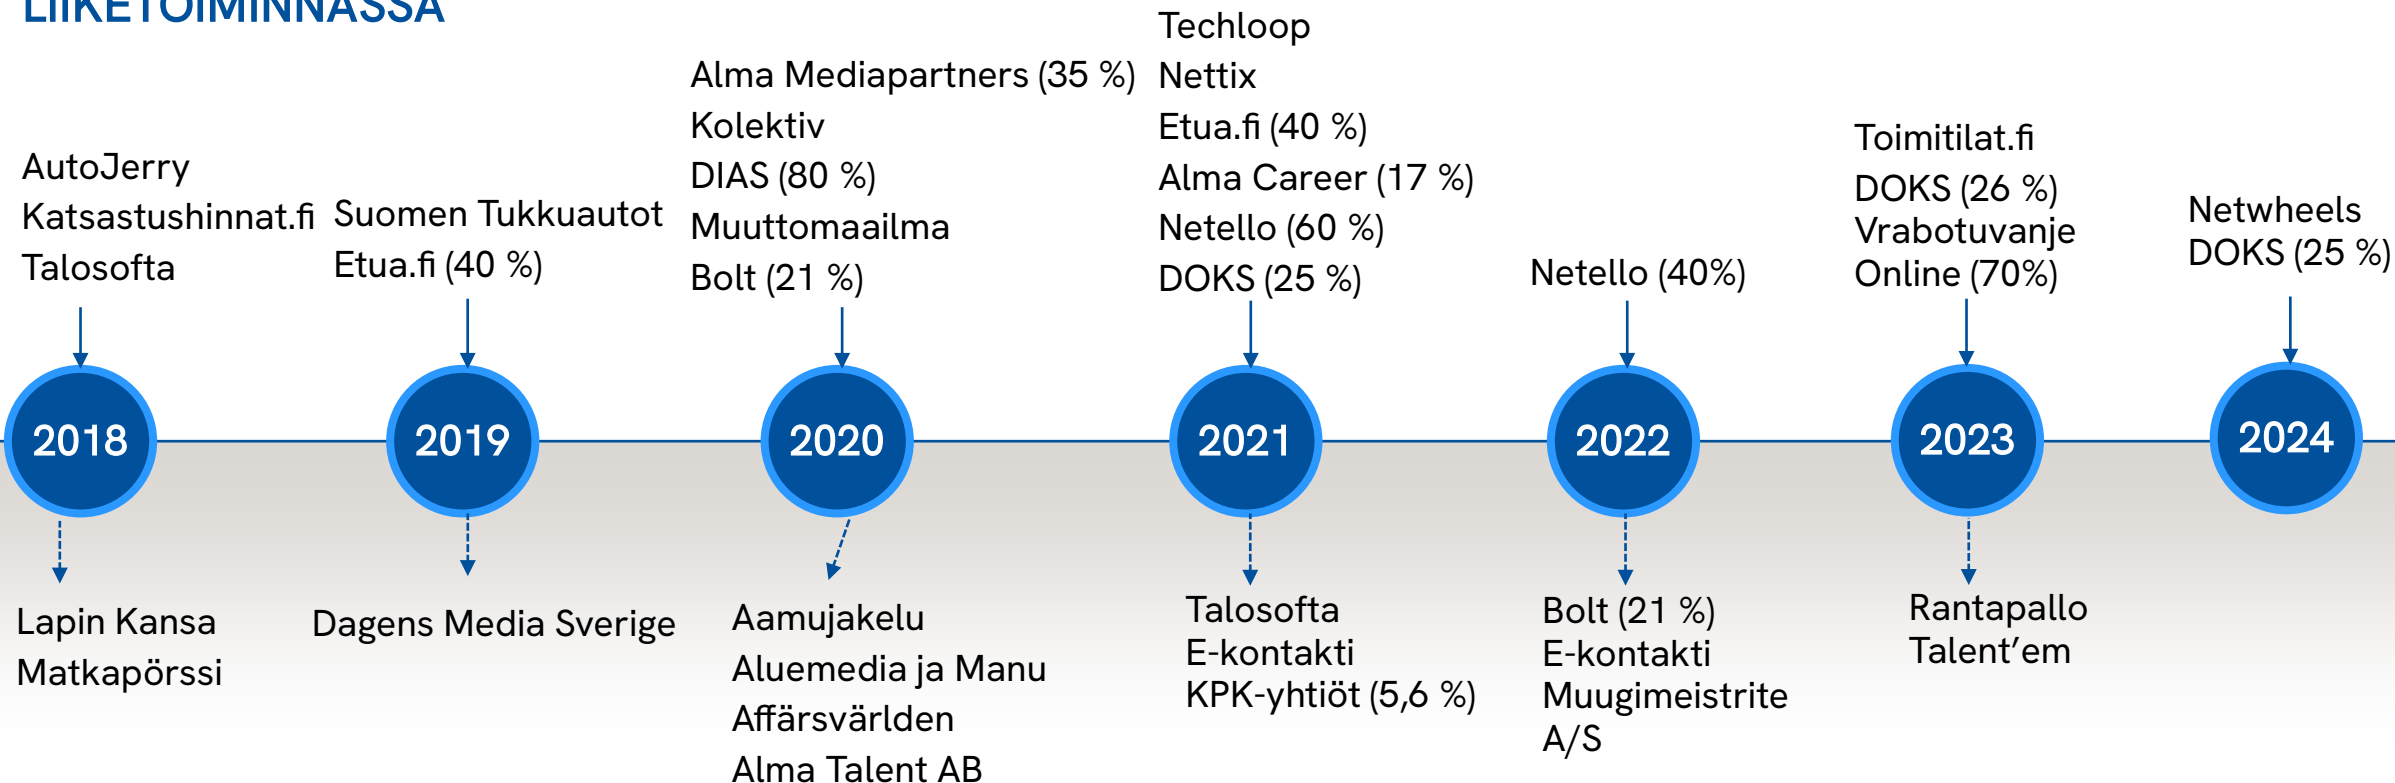 LIIKETOIMINNASSA
AutoJerry
Katsastushinnat.fi
Talosofta
Suomen Tukkuautot
Etua.fi (40 %)
Alma Mediapartners (35 %)
Kolektiv
DIAS (80 %)
Muuttomaailma
Bolt (21 %)
Techloop
Nettix
Etua.fi (40 %)
Alma Career (17 %)
Netello (60 %)
DOKS (25 %)
Netello (40%)
Toimitilat.fi
DOKS (26 %)
Vrabotuvanje
Online (70%)
Netwheels
DOKS (25 %)
2018
2019
2020
2021
2022
2023
2024
Lapin Kansa
Matkapörssi
Dagens Media Sverige
Aamujakelu
Aluemedia ja Manu
Affärsvärlden
Alma Talent AB
Talosofta
E-kontakti
KPK-yhtiöt (5,6 %)
Bolt (21 %)
E-kontakti
Muugimeistrite
A/S
Rantapallo
Talent’em